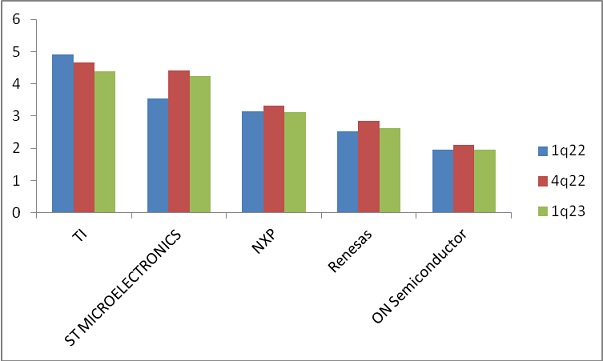 6
5
4
3
2
1
0
TI
ST MICROELECTRONICS
NXP
Renesas
ON Semiconductor
1q22
4q22
1q23